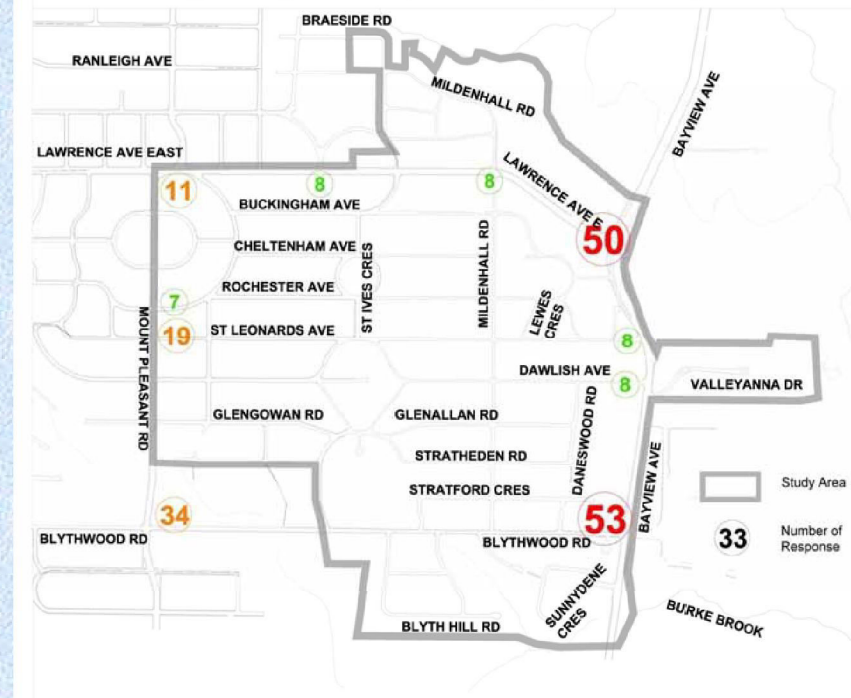 BRAESIDE RD
RANLEIGH AVE
MILDENHALL RD
BAYVIEW AVE
LAWRENCE AVE EAST
LAWRENCE AVE E
11
8
8
BUCKINGHAM AVE
50
CHELTENHAM AVE
ST IVES CRES
MILDENHALL RD
ROCHESTER AVE
7
LEWES
CRES
MOUNT PLEASANT RD
19
ST LEONARDS AVE
8
DAWLISH AVE
8
VALLEYANNA DR
GLENGOWAN RD
GLENALLAN RD
DANESWOOD RD
STRATHEDEN RD
BAYVIEW AVE
STRATFORD CRES
Study Area
34
53
33
Number of
Response
BLYTHWOOD RD
BLYTHWOOD RD
SUNNYDENE
CRES
BLYTH HILL RD
BURKE BROOK